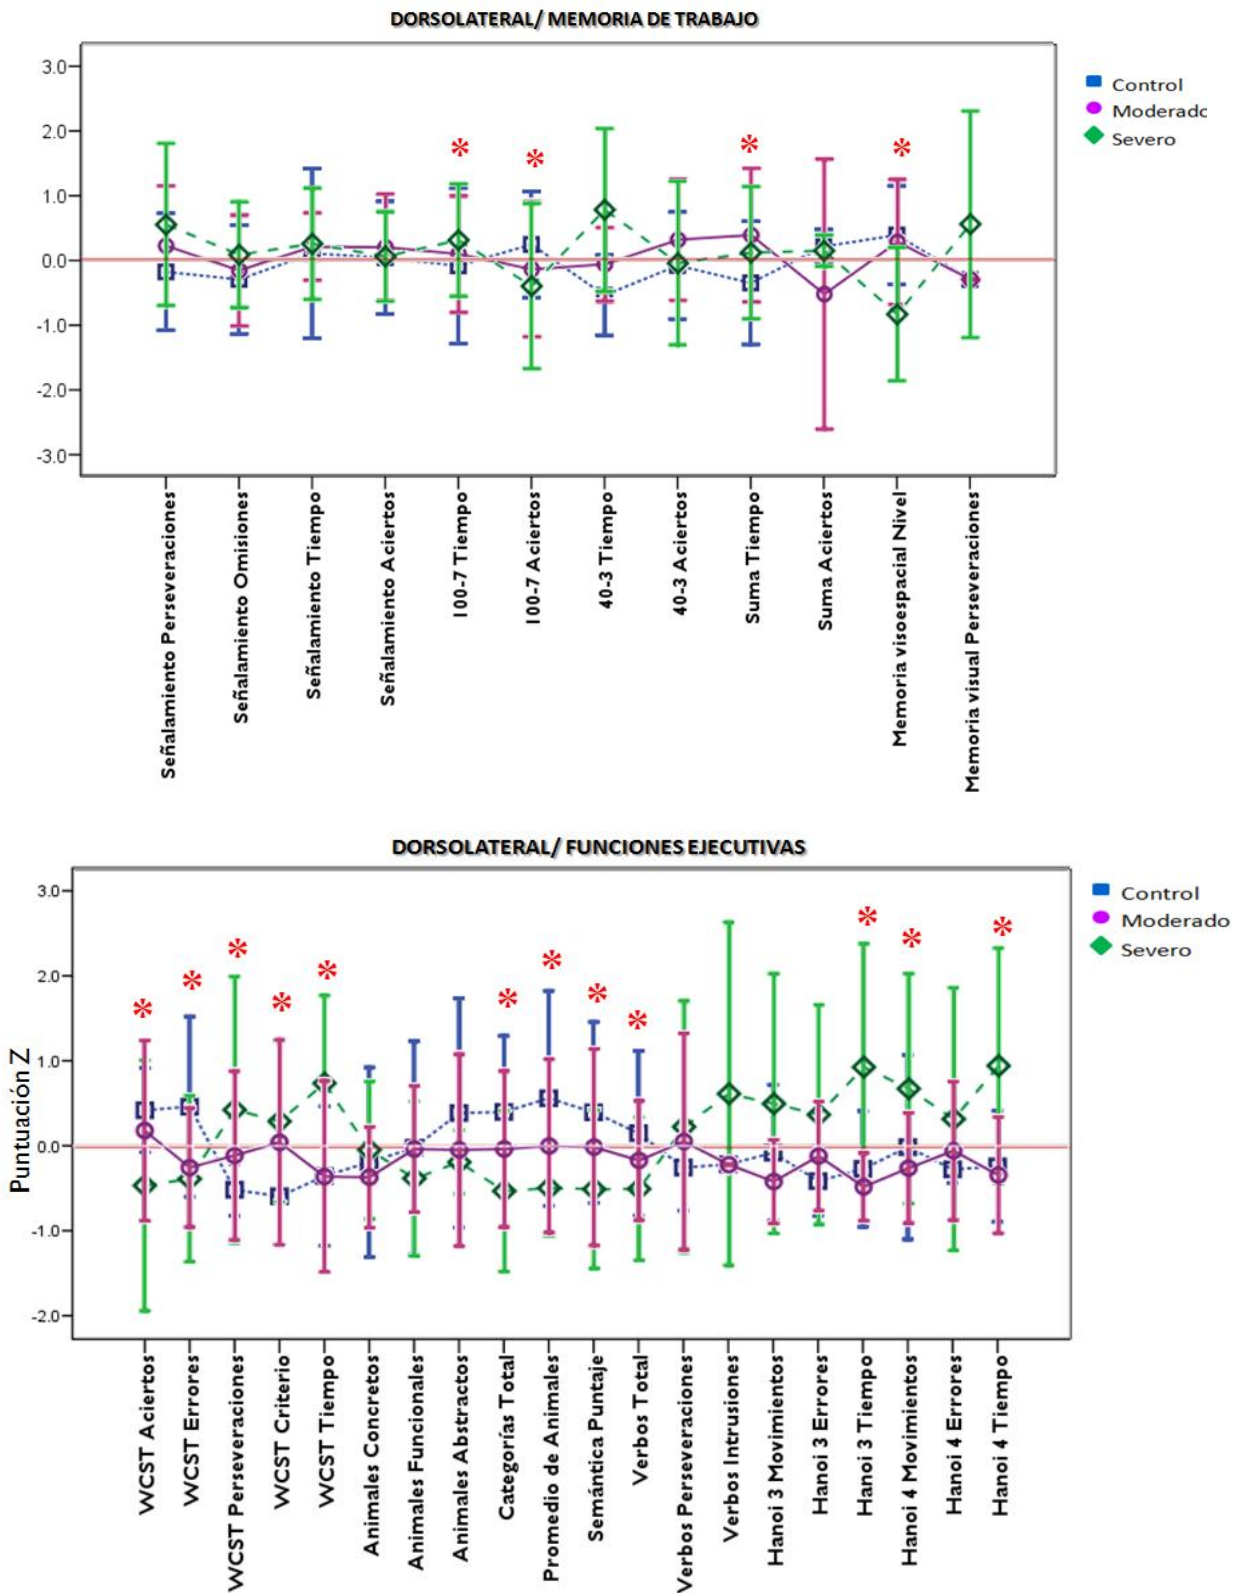 DORSOLATERAL/ MEMORIA DE TRABAJO
3.0
2.0
1.0
0.0
-1.0
-2.0
-3.0
* * * *
Control
Moderado
Severo
Señalamiento Perseveraciones
Señalamiento Omisiones
Señalamiento Tiempo
Señalamiento Aciertos
100-7 Tiempo
100-7 Aciertos
40-3 Tiempo
40-3 Aciertos
Suma Tiempo
Suma Aciertos
Memoria visoespacial Nivel
Memoria visual Perseveraciones
DORSOLATERAL/ FUNCIONES EJECUTIVAS
Puntuación Z
3.0
2.0
1.0
0.0
-1.0
-2.0
* * * * * * * * * * * *
Control
Moderado
Severo
WCST Aciertos
WCST Errores
WCST Perseveraciones
WCST Criterio
WCST Tiempo
Animales Concretos
Animales Funcionales
Animales Abstractos
Categorías Total
Promedio de Animales
Semántica Puntaje
Verbos Total
Verbos Perseveraciones
Verbos Intrusiones
Hanoi 3 Movimientos
Hanoi 3 Errores
Hanoi 3 Tiempo
Hanoi 4 Movimientos
Hanoi 4 Errores
Hanoi 4 Tiempo